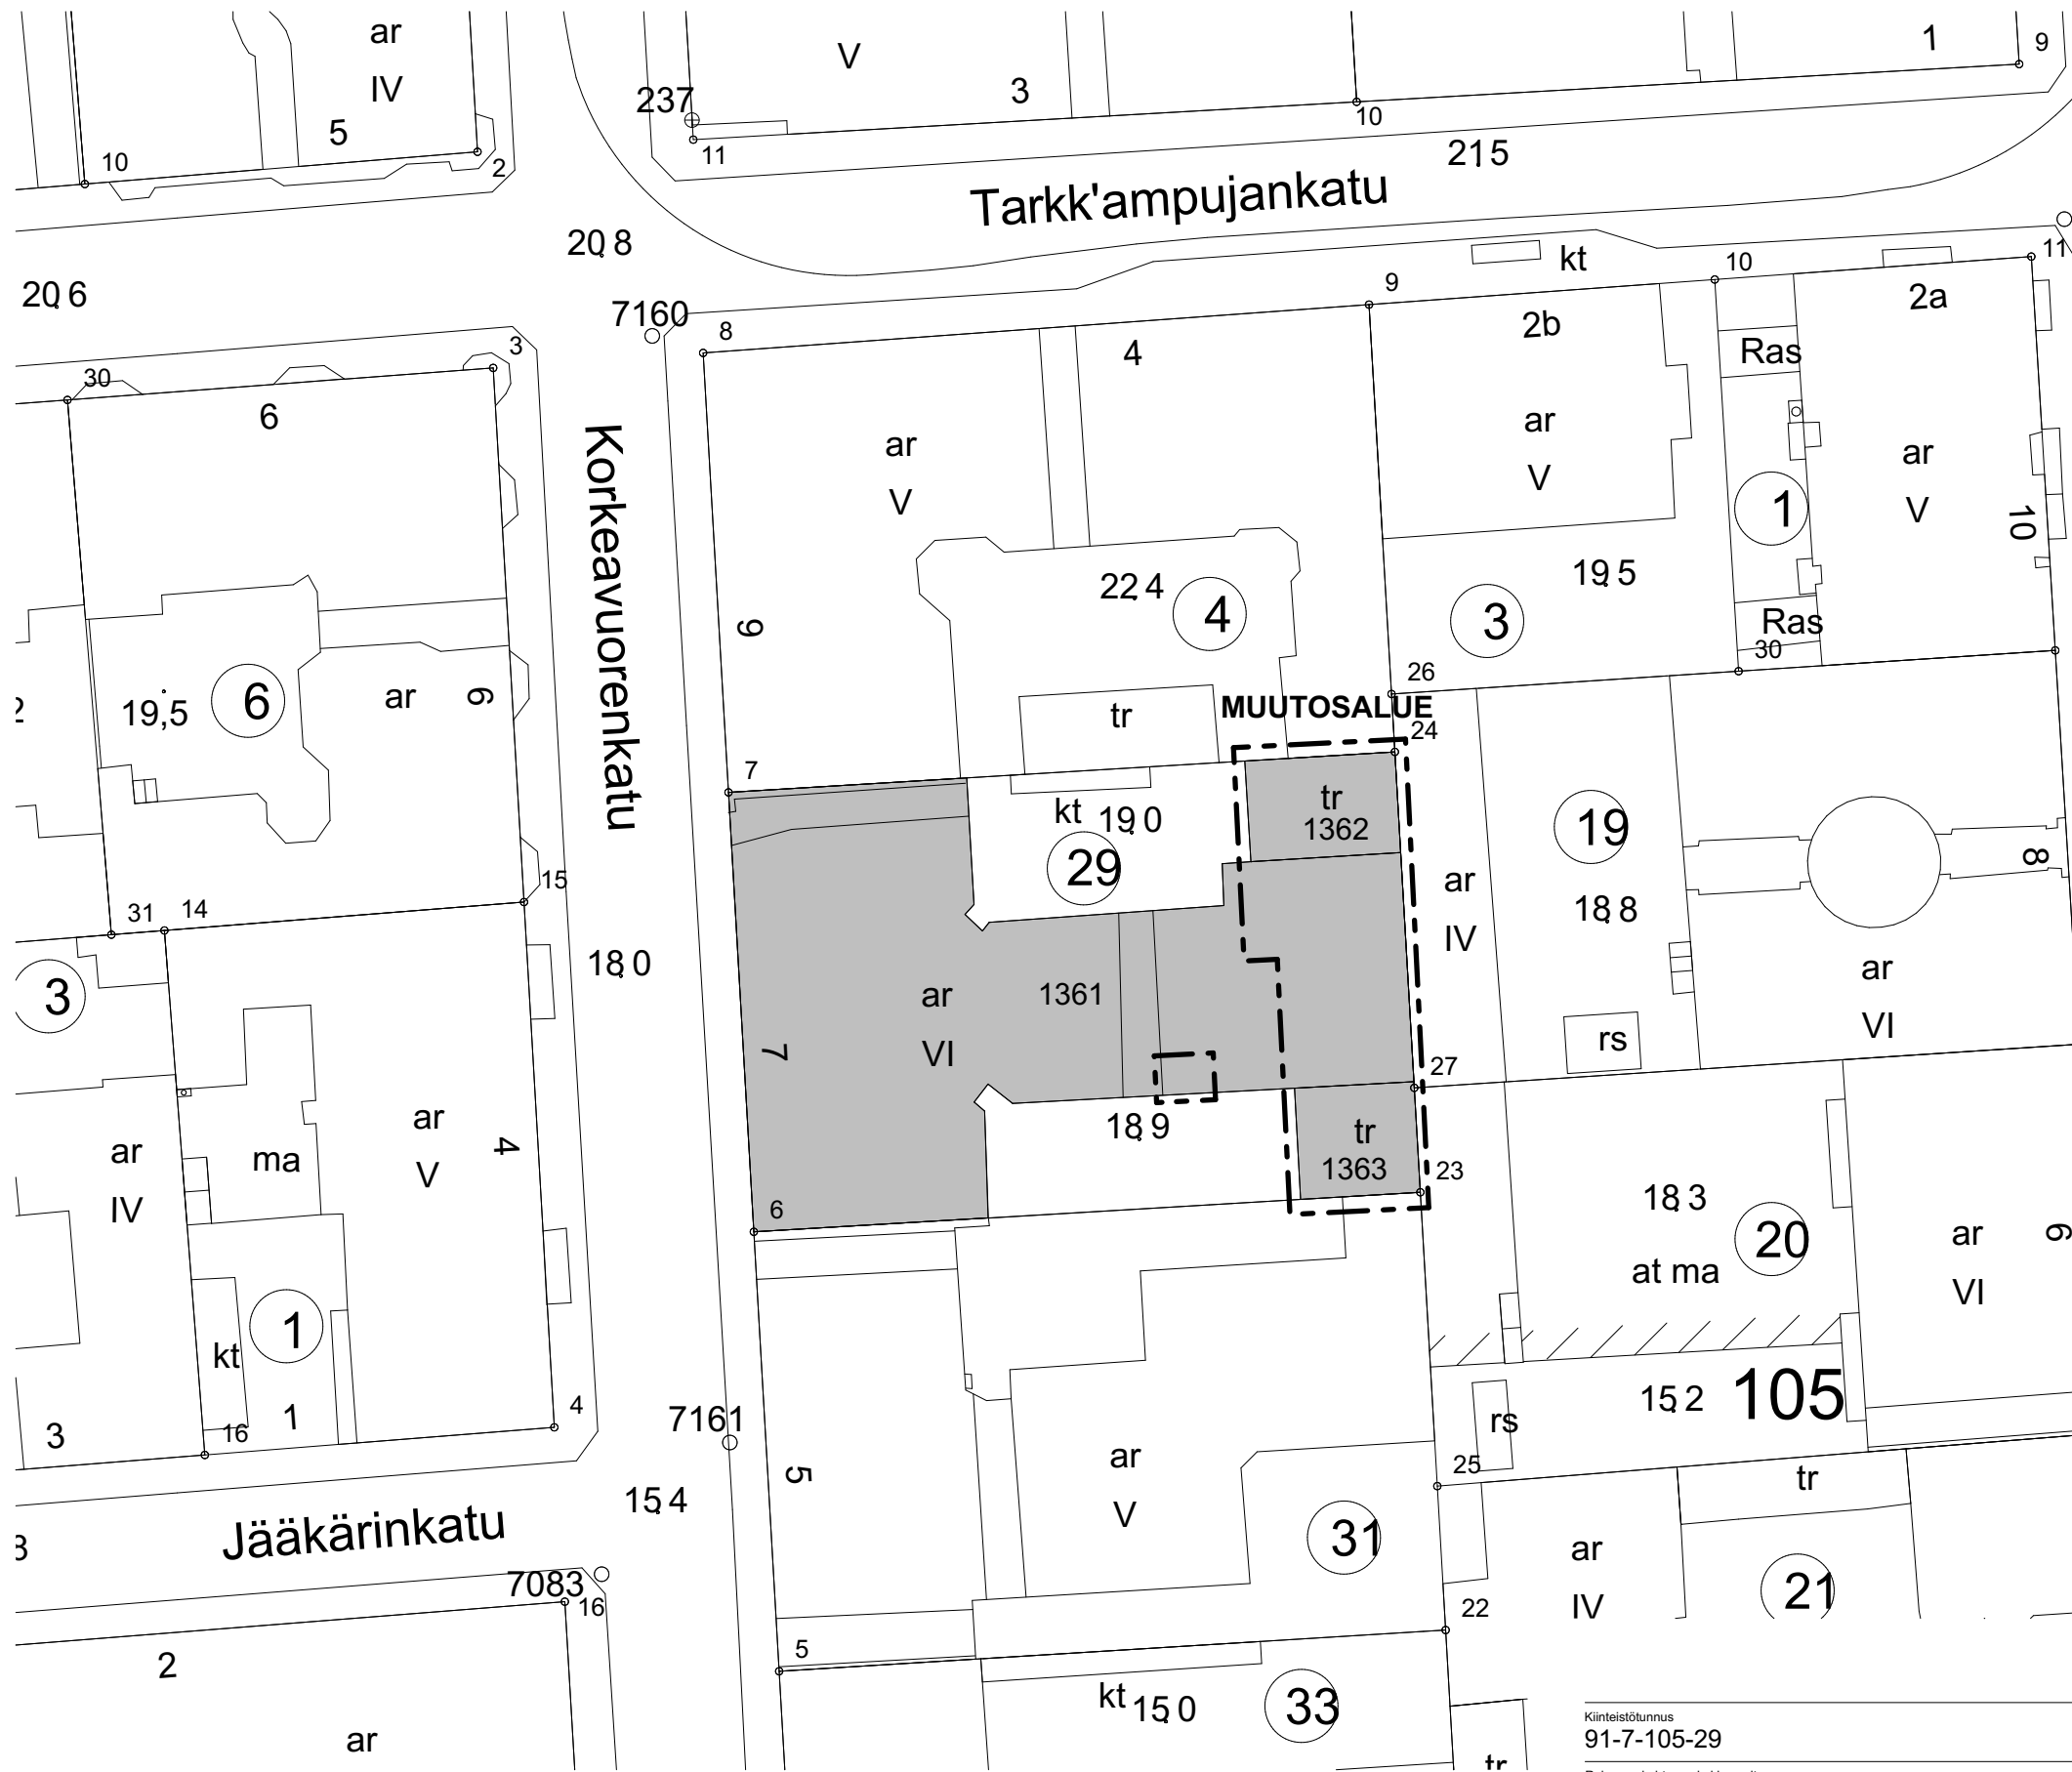 ar
IV
5
10
2
V
3
237
11
10
1
9
215
Tarkk'ampujankatu
20,8
20,6
kt
10
11
9
7160
8
4
2b
2a
Ras
3
30
6
Korkeavuorenkatu
ar
V
ar
V
ar
V
1
10
22,4
4
19,5
3
Ras
30
9
26
19,5
6
ar
6
2
tr
MUUTOSALUE
24
7
kt
19,0
29
tr
1362
19
18,8
8
ar
IV
15
31
14
18,0
3
ar
VI
1361
7
ar
VI
rs
27
18,9
tr
1363
23
ar
IV
ma
ar
V
4
6
18,3
20
at ma
ar
VI
6
1
kt
1
3
16
4
7161
15,2
105
rs
25
tr
5
ar
V
31
15,4
Jääkärinkatu
7083
16
ar
IV
21
22
2
5
kt
15,0
33
ar
tr
Kiinteistötunnus
91-7-105-29